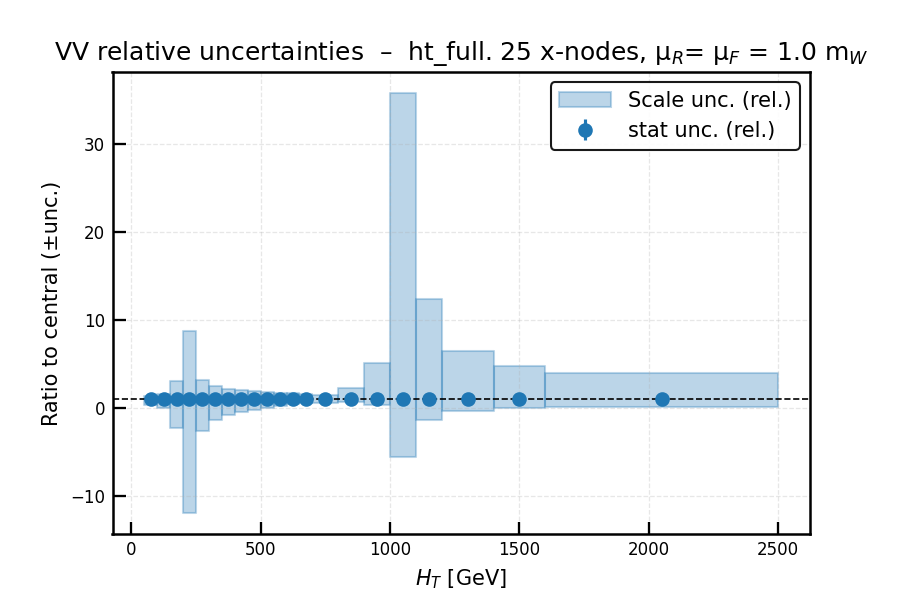 VV relative uncertainties – ht_full. 25 x-nodes, μR= μF = 1.0 mW
Scale unc. (rel.)
stat unc. (rel.)
Ratio to central (±unc.)
30
20
10
0
−10
0 500 1000 1500 2000 2500
HT [GeV]